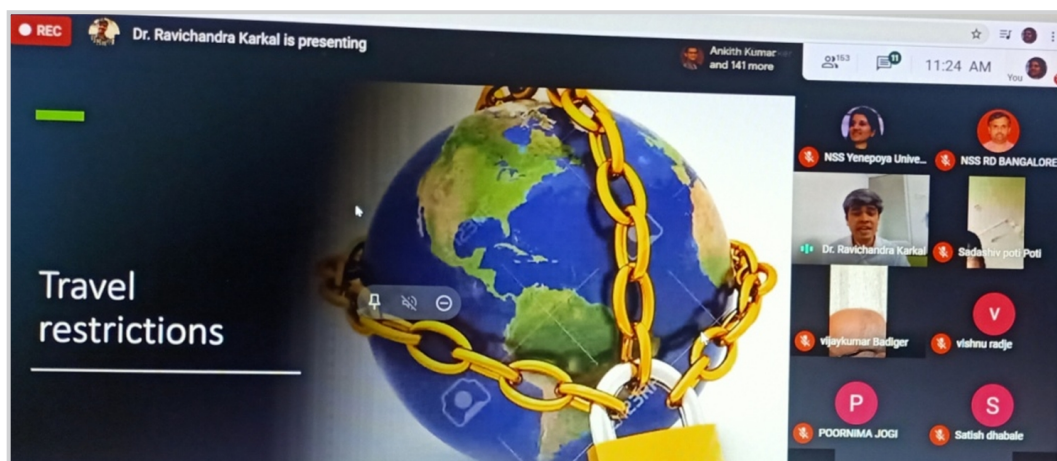 REC
Dr. Ravichandra Karkal is presenting
Ankith Kumar
and 141 more
153
11
11:24 AM
You
Travel
restrictions
NSS Yenepoya Unive...
NSS RD BANGALORE
Dr. Ravichandra Karkal
Sadashiv poti Poti
vijaykumar Badiger
V
vishnu radje
P
POORNIMA JOGI
S
Satish dhabale